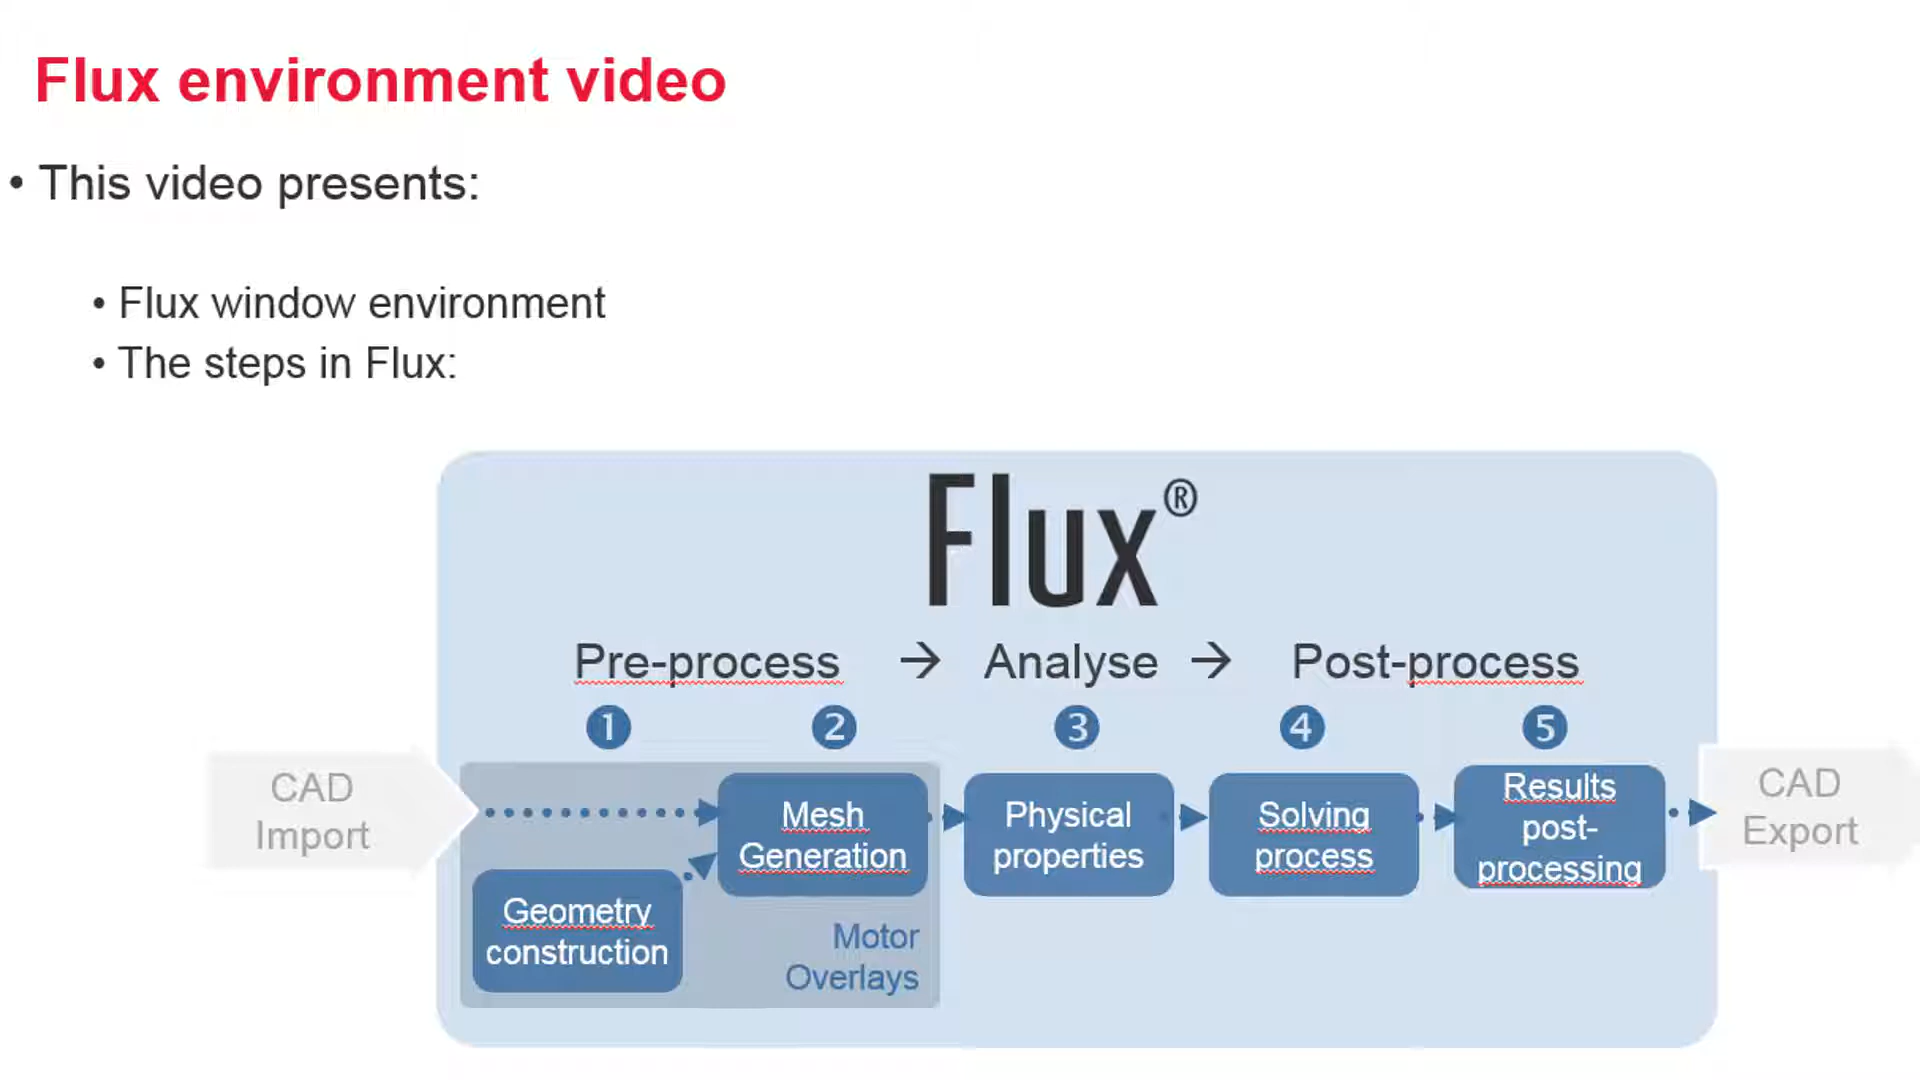 Flux environment video
• This video presents:
• Flux window environment
• The steps in Flux:
Flux®
Pre-process → Analyse → Post-process
1 2 3 4 5
CAD
Import
Geometry
construction
Mesh
Generation
Motor
Overlays
Physical
properties
Solving
process
Results
post-
processing
CAD
Export